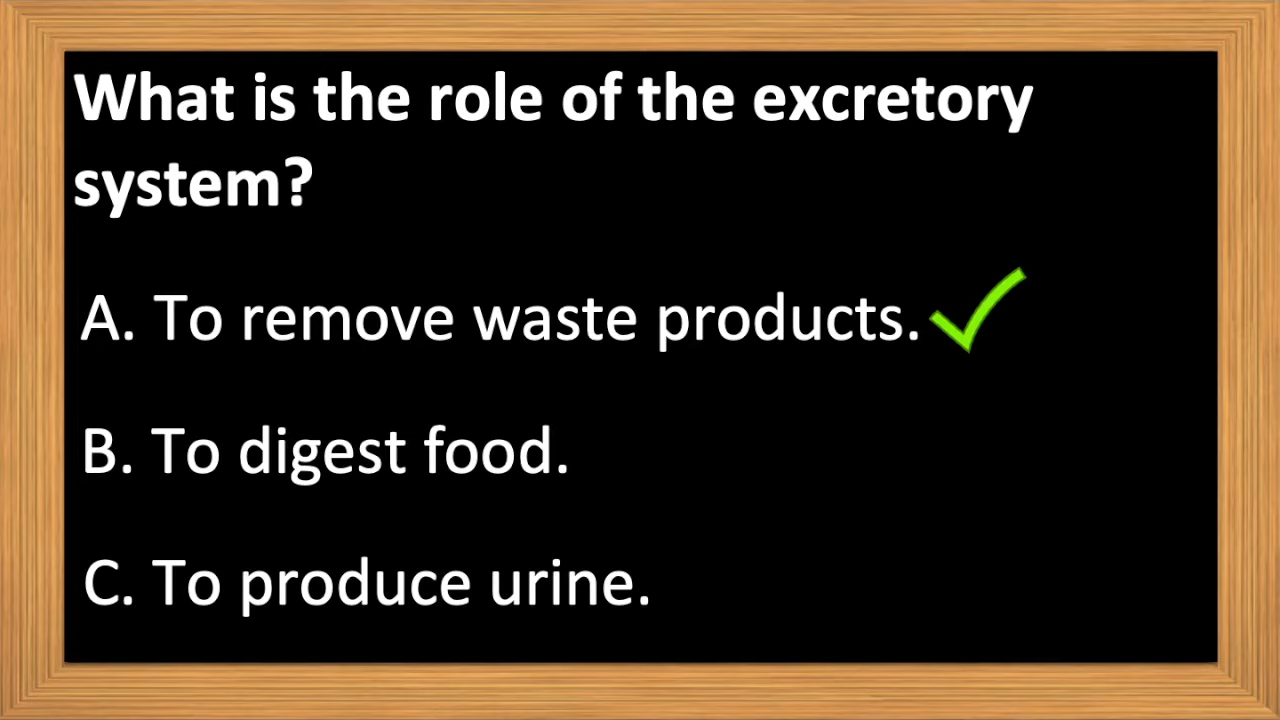 What is the role of the excretory
system?
A. To remove waste products.
B. To digest food.
C. To produce urine.